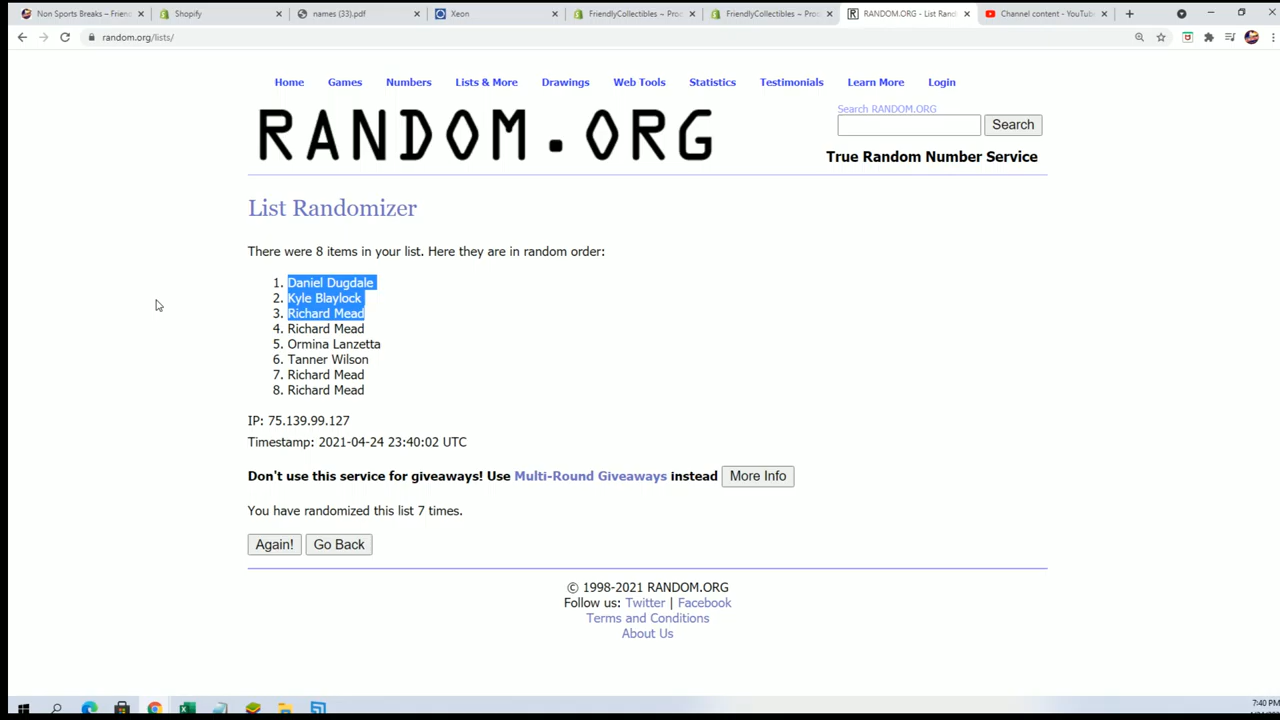 Non Sports Breaks – Frien
Shopify
names (33).pdf
Xeon
FriendlyCollectibles ~ Proc
FriendlyCollectibles ~ Prod
RANDOM.ORG - List Rand
Channel content - YouTube
random.org/lists/
Home Games Numbers Lists & More Drawings Web Tools Statistics Testimonials Learn More Login
RANDOM.ORG
Search RANDOM.ORG
Search
True Random Number Service
List Randomizer
There were 8 items in your list. Here they are in random order:
1. Daniel Dugdale
2. Kyle Blaylock
3. Richard Mead
4. Richard Mead
5. Ormina Lanzetta
6. Tanner Wilson
7. Richard Mead
8. Richard Mead
IP: 75.139.99.127
Timestamp: 2021-04-24 23:40:02 UTC
Don't use this service for giveaways! Use Multi-Round Giveaways instead More Info
You have randomized this list 7 times.
Again! Go Back
© 1998-2021 RANDOM.ORG
Follow us: Twitter | Facebook
Terms and Conditions
About Us
7:40 PM